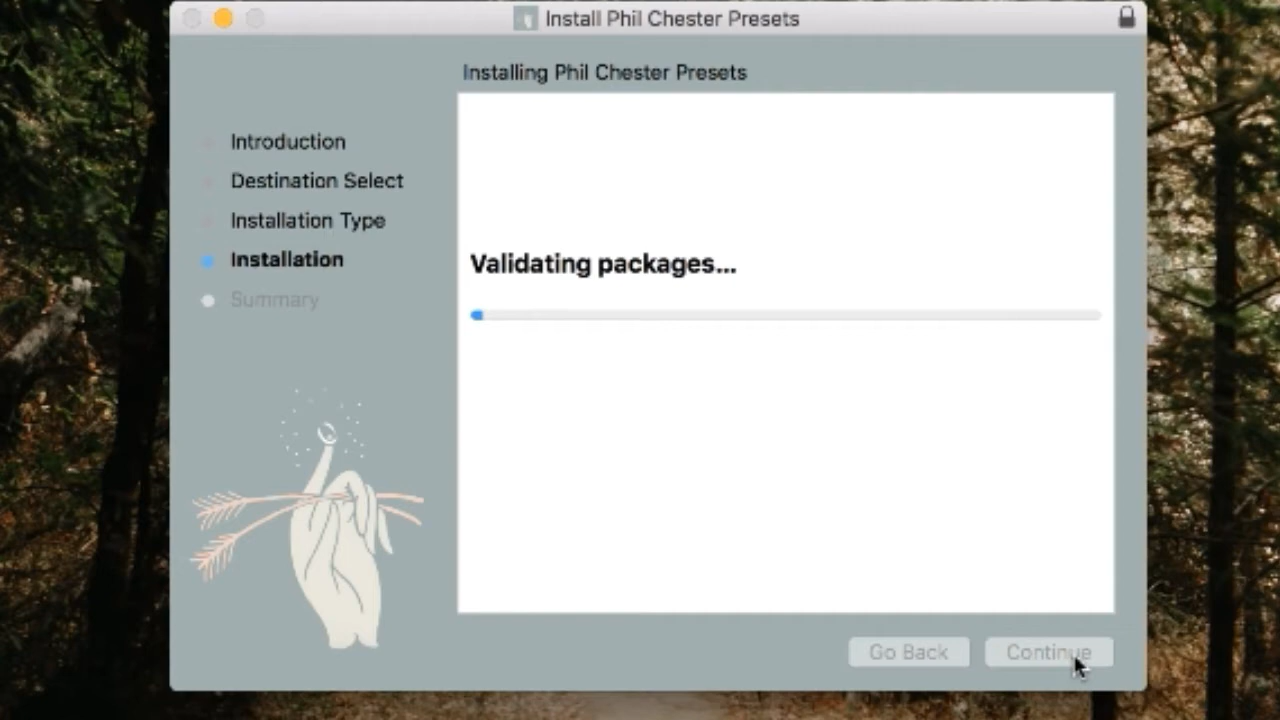 Install Phil Chester Presets
Installing Phil Chester Presets
Introduction
Destination Select
Installation Type
Installation
Summary
Validating packages...
Go Back
Continue